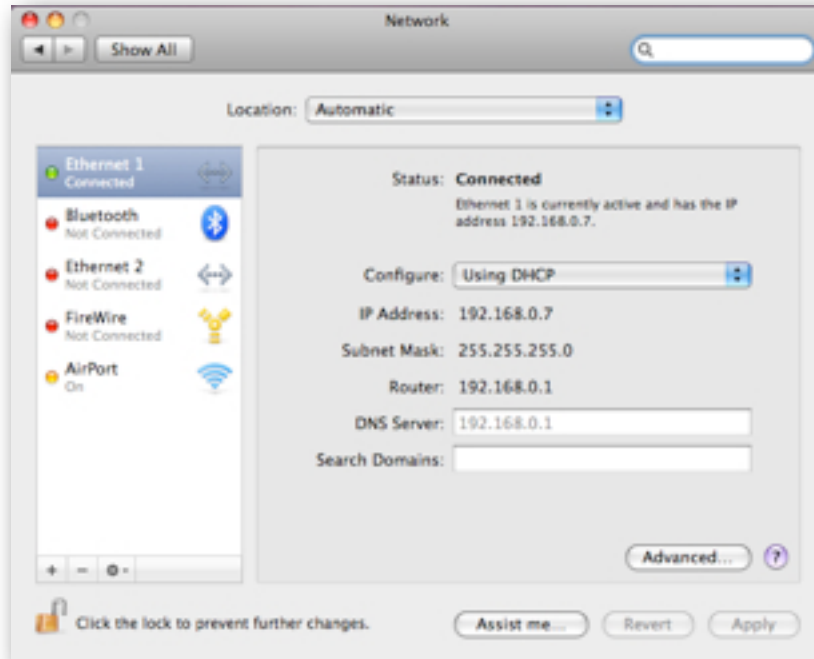 Network
Show All
Location: Automatic
Ethernet 1
Connected
Bluetooth
Not Connected
Ethernet 2
Not Connected
FireWire
Not Connected
AirPort
On
Status: Connected
Ethernet 1 is currently active and has the IP
address 192.168.0.7.
Configure: Using DHCP
IP Address: 192.168.0.7
Subnet Mask: 255.255.255.0
Router: 192.168.0.1
DNS Server: 192.168.0.1
Search Domains:
Advanced... ?
Click the lock to prevent further changes.
Assist me... Revert Apply